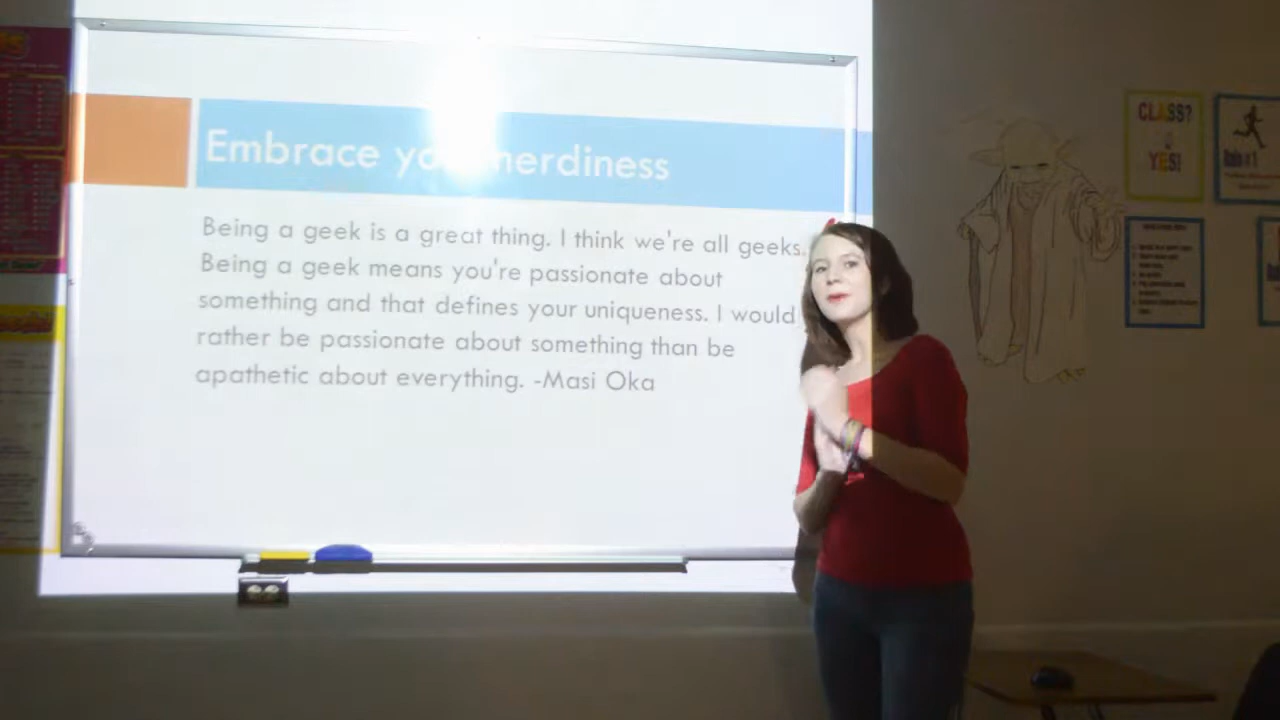 Embrace yo nerdiness
Being a geek is a great thing. I think we're all geeks.
Being a geek means you're passionate about
something and that defines your uniqueness. I would
rather be passionate about something than be
apathetic about everything. -Masi Oka
CLASS?
YES!